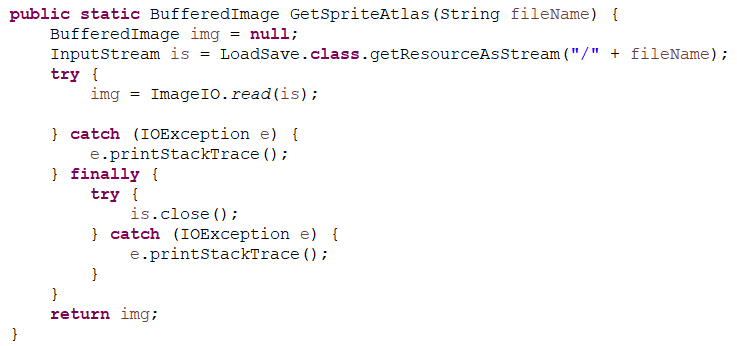 public static BufferedImage GetSpriteAtlas(String fileName) {
    BufferedImage img = null;
    InputStream is = LoadSave.class.getResourceAsStream("/" + fileName);
    try {
        img = ImageIO.read(is);

    } catch (IOException e) {
        e.printStackTrace();
    } finally {
        try {
            is.close();
        } catch (IOException e) {
            e.printStackTrace();
        }
    }
    return img;
}